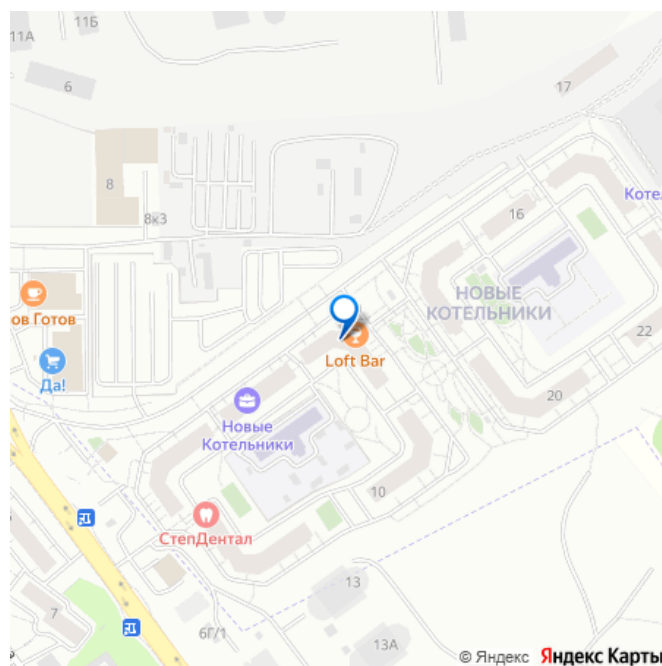 11Б
11А
6
17
8
8к3
16
Коте
НОВЫЕ
КОТЕЛЬНИКИ
ов Готов
Loft Bar
22
Да!
20
Новые
Котельники
10
СтепДентал
13
7
6Г/1
13А
© Яндекс Яндекс Карты